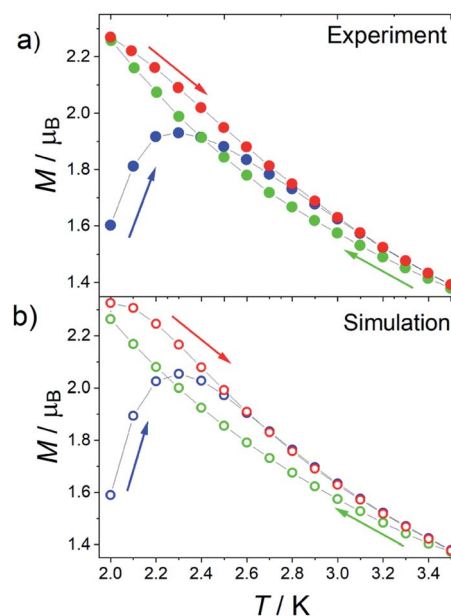 a)
Experiment
2.2
2.0
1.8
1.6
1.4
M / μB
b)
Simulation
2.2
2.0
1.8
1.6
1.4
M / μB
2.0 2.2 2.4 2.6 2.8 3.0 3.2 3.4
T / K